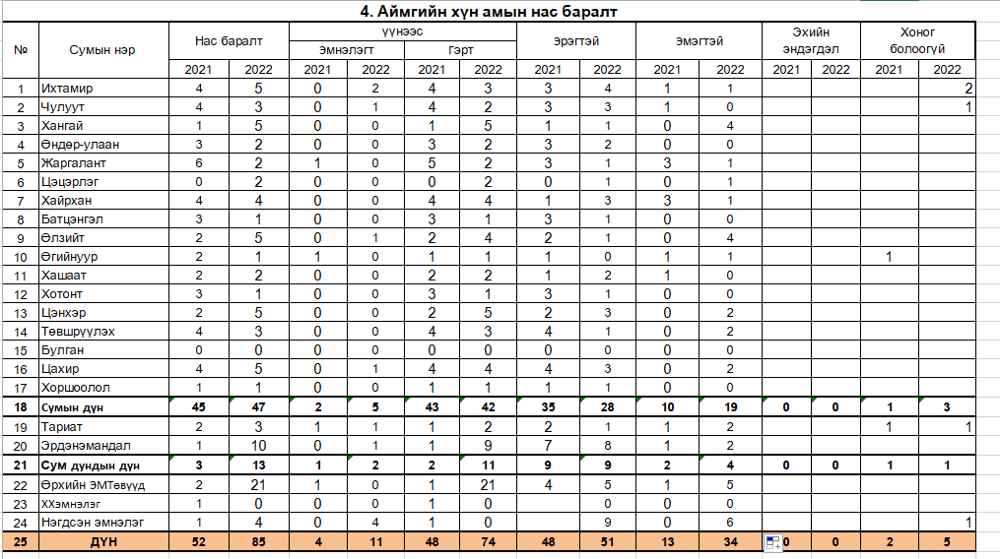 4. Аймгийн хүн амын нас баралт
№ Сумын нэр Нас баралт үүнээс Эрэгтэй Эмэгтэй Эхийн эндэгдэл Хоног болоогүй
Эмнэлэгт Гэрт
2021 2022 2021 2022 2021 2022 2021 2022 2021 2022 2021 2022 2021 2022
1 Ихтамир 4 5 0 2 4 3 3 4 1 1 2
2 Чулуут 4 3 0 1 4 2 3 3 1 0 1
3 Хангай 1 5 0 0 1 5 1 1 0 4
4 Өндөр-улаан 3 2 0 0 3 2 3 2 0 0
5 Жаргалант 6 2 1 0 5 2 3 1 3 1
6 Цэцэрлэг 0 2 0 0 0 2 0 1 0 1
7 Хайрхан 4 4 0 0 4 4 1 3 3 1
8 Батцэнгэл 3 1 0 0 3 1 3 1 0 0
9 Өлзийт 2 5 0 1 2 4 2 1 0 4
10 Өгийнуур 2 1 1 0 1 1 1 0 1 1 1
11 Хашаат 2 2 0 0 2 2 1 2 1 0
12 Хотонт 3 1 0 0 3 1 3 1 0 0
13 Цэнхэр 2 5 0 0 2 5 2 3 0 2
14 Төвшрүүлэх 4 3 0 0 4 3 4 1 0 2
15 Булган 0 0 0 0 0 0 0 0 0 0
16 Цахир 4 5 0 1 4 4 4 3 0 2
17 Хоршоолол 1 1 0 0 1 1 1 1 0 0
18 Сумын дүн 45 47 2 5 43 42 35 28 10 19 0 0 1 3
19 Тариат 2 3 1 1 1 2 2 1 1 2 1 1
20 Эрдэнэмандал 1 10 0 1 1 9 7 8 1 2
21 Сум дундын дүн 3 13 1 2 2 11 9 9 2 4 0 0 1 1
22 Өрхийн ЭМТөвүүд 2 21 1 0 1 21 4 5 1 5
23 ХХэмнэлэг 1 0 0 0 1 0 0 0 0
24 Нэгдсэн эмнэлэг 1 4 0 4 1 0 9 0 6 1
25 ДҮН 52 85 4 11 48 74 48 51 13 34 0 0 2 5